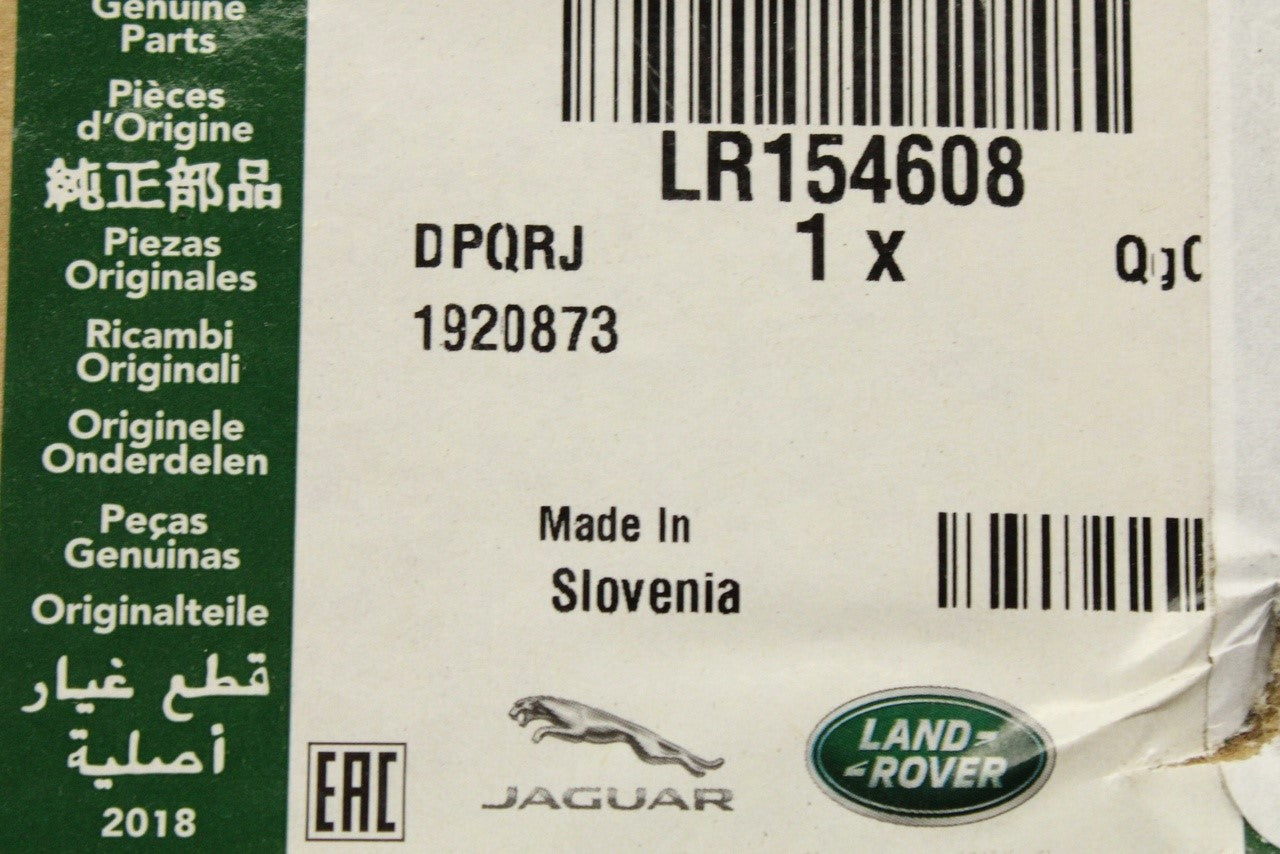 Genuine
Parts
Pièces
d'Origine
純正部品
Piezas
Originales
Ricambi
Originali
Originele
Onderdelen
Peças
Genuinas
Originalteile
قطع غيار
أصلية
2018
LR154608
DPQRJ
1 x
1920873
Made In
Slovenia
EAC
JAGUAR
LAND-
-ROVER